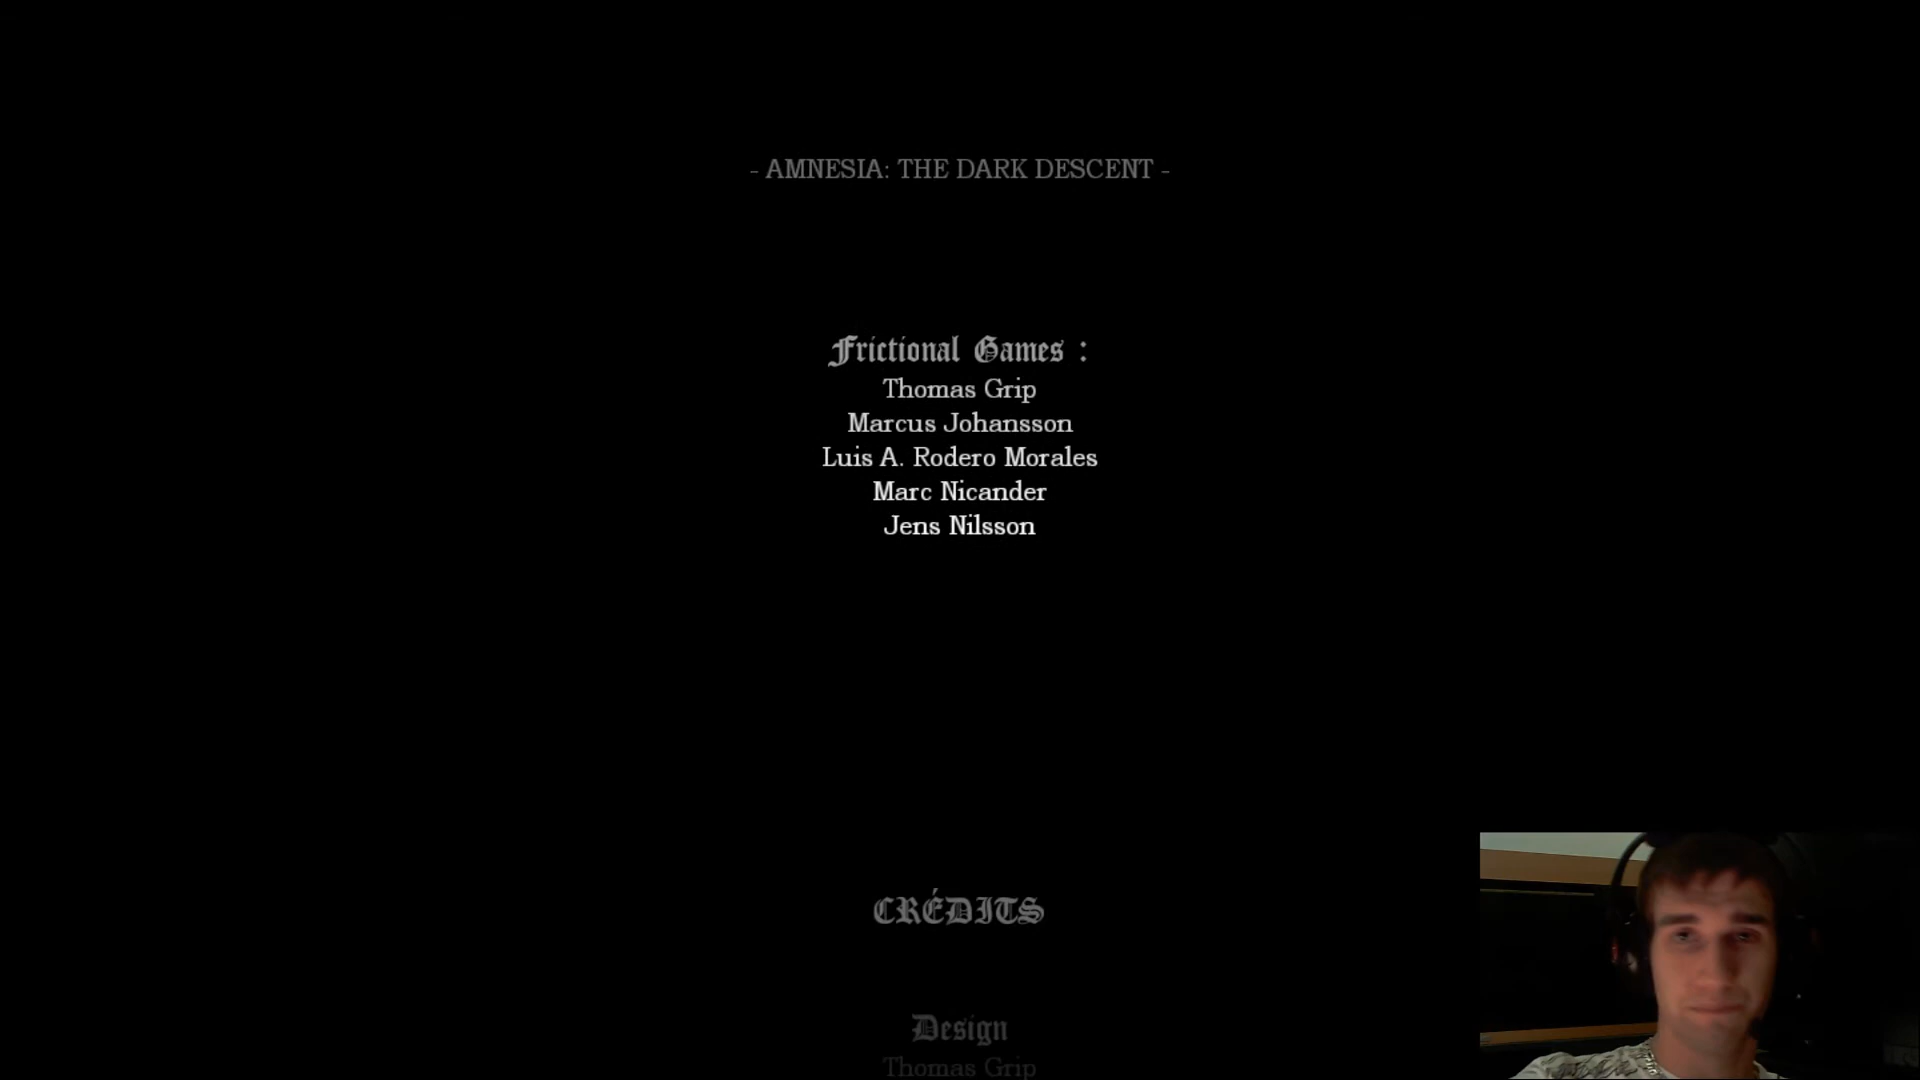 - AMNESIA: THE DARK DESCENT -
Frictional Games :
Thomas Grip
Marcus Johansson
Luis A. Rodero Morales
Marc Nicander
Jens Nilsson
CRÉDITS
Design
Thomas Grip